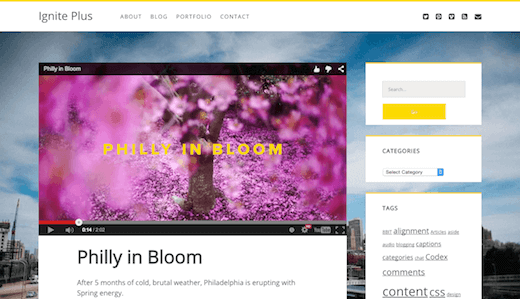 Ignite Plus
ABOUT BLOG PORTFOLIO CONTACT
Philly in Bloom
PHILLY IN BLOOM
0:14 / 2:02
YouTube
Philly in Bloom
After 5 months of cold, brutal weather, Philadelphia is erupting with
Spring energy.
Search...
CATEGORIES
Select Category
TAGS
8BIT alignment Articles aside
audio blogging captions
categories chat Codex
comments
content css design